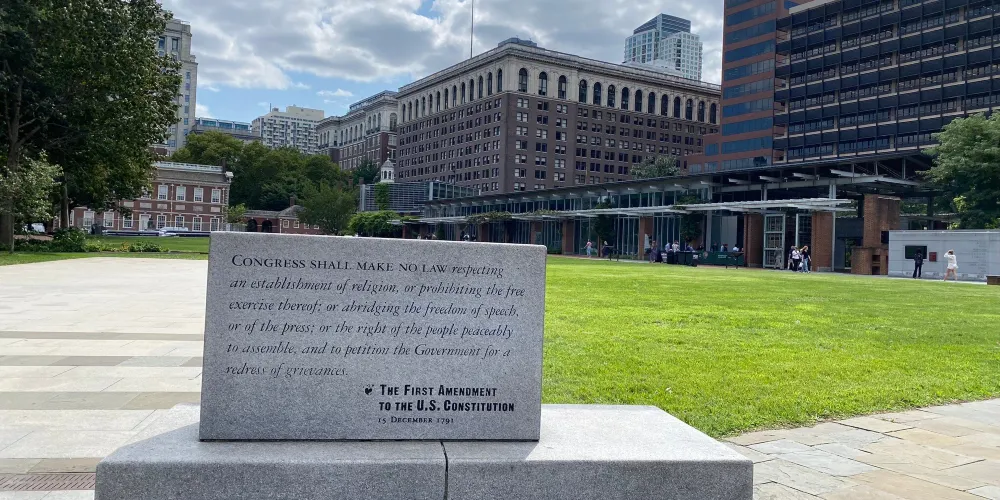 CONGRESS SHALL MAKE NO LAW respecting
an establishment of religion, or prohibiting the free
exercise thereof; or abridging the freedom of speech,
or of the press; or the right of the people peaceably
to assemble, and to petition the Government for a
redress of grievances.
THE FIRST AMENDMENT
TO THE U.S. CONSTITUTION
15 DECEMBER 1791